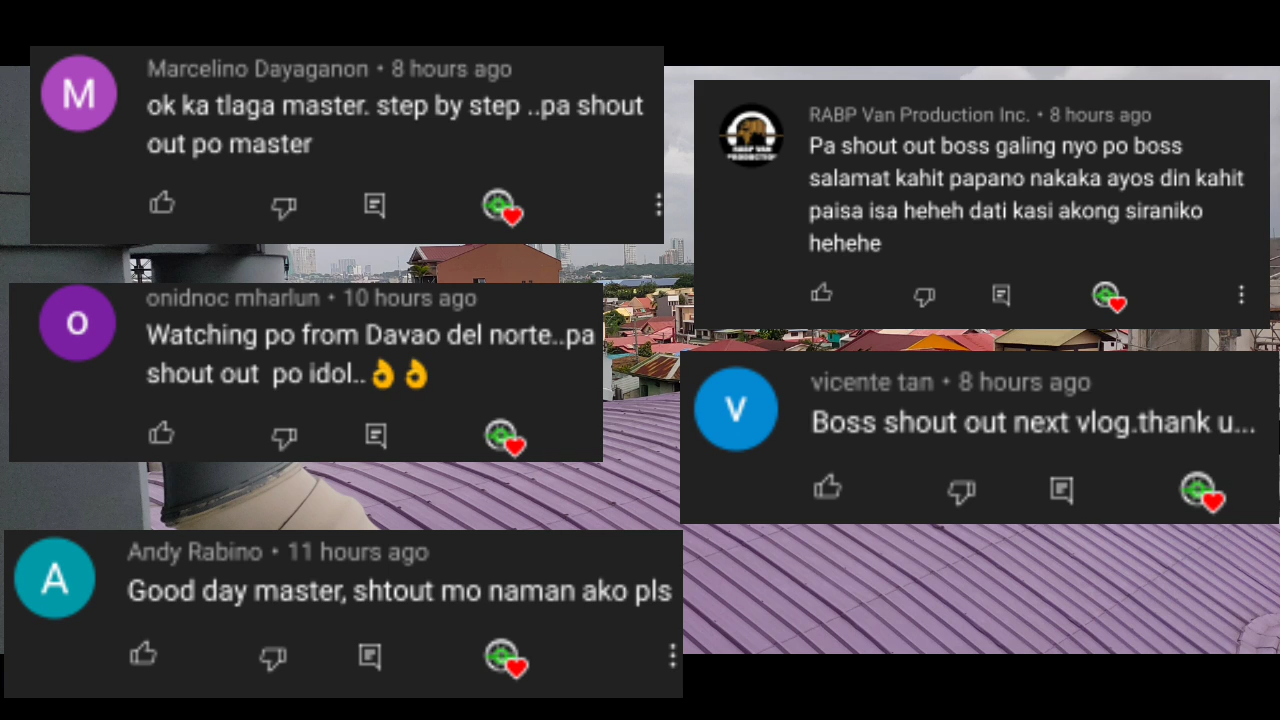 M
Marcelino Dayaganon • 8 hours ago
ok ka tlaga master. step by step ..pa shout
out po master
o
onidnoc mharlun • 10 hours ago
Watching po from Davao del norte..pa
shout out po idol..👌👌
A
Andy Rabino • 11 hours ago
Good day master, shtout mo naman ako pls
RABP VAN
PRODUCTION
RABP Van Production Inc. • 8 hours ago
Pa shout out boss galing nyo po boss
salamat kahit papano nakaka ayos din kahit
paisa isa heheh dati kasi akong siraniko
hehehe
v
vicente tan • 8 hours ago
Boss shout out next vlog.thank u...